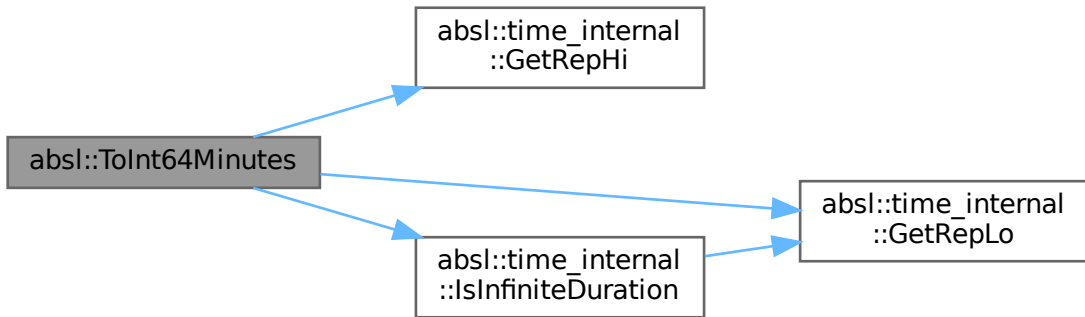 absl::time_internal
::GetRepHi
absl::ToInt64Minutes
absl::time_internal
::GetRepLo
absl::time_internal
::IsInfiniteDuration